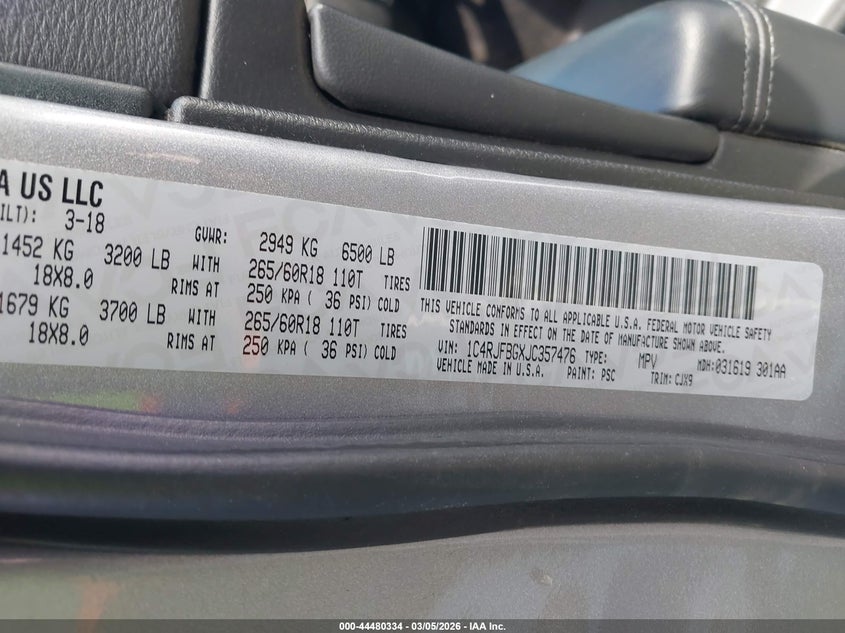 A US LLC
ILT): 3-18
GVWR: 2949 KG 6500 LB
1452 KG 3200 LB WITH 265/60R18 110T TIRES
18X8.0 RIMS AT 250 KPA ( 36 PSI) COLD
1679 KG 3700 LB WITH 265/60R18 110T TIRES
18X8.0 RIMS AT 250 KPA ( 36 PSI) COLD
THIS VEHICLE CONFORMS TO ALL APPLICABLE U.S.A. FEDERAL MOTOR VEHICLE SAFETY
STANDARDS IN EFFECT ON THE DATE OF MANUFACTURE SHOWN ABOVE.
VIN: 1C4RJFBGXJC357476 TYPE: MPV MDH:031619 301AA
VEHICLE MADE IN U.S.A. PAINT: PSC TRIM: CJX9
000-44480334 — 03/05/2026 — IAA Inc.